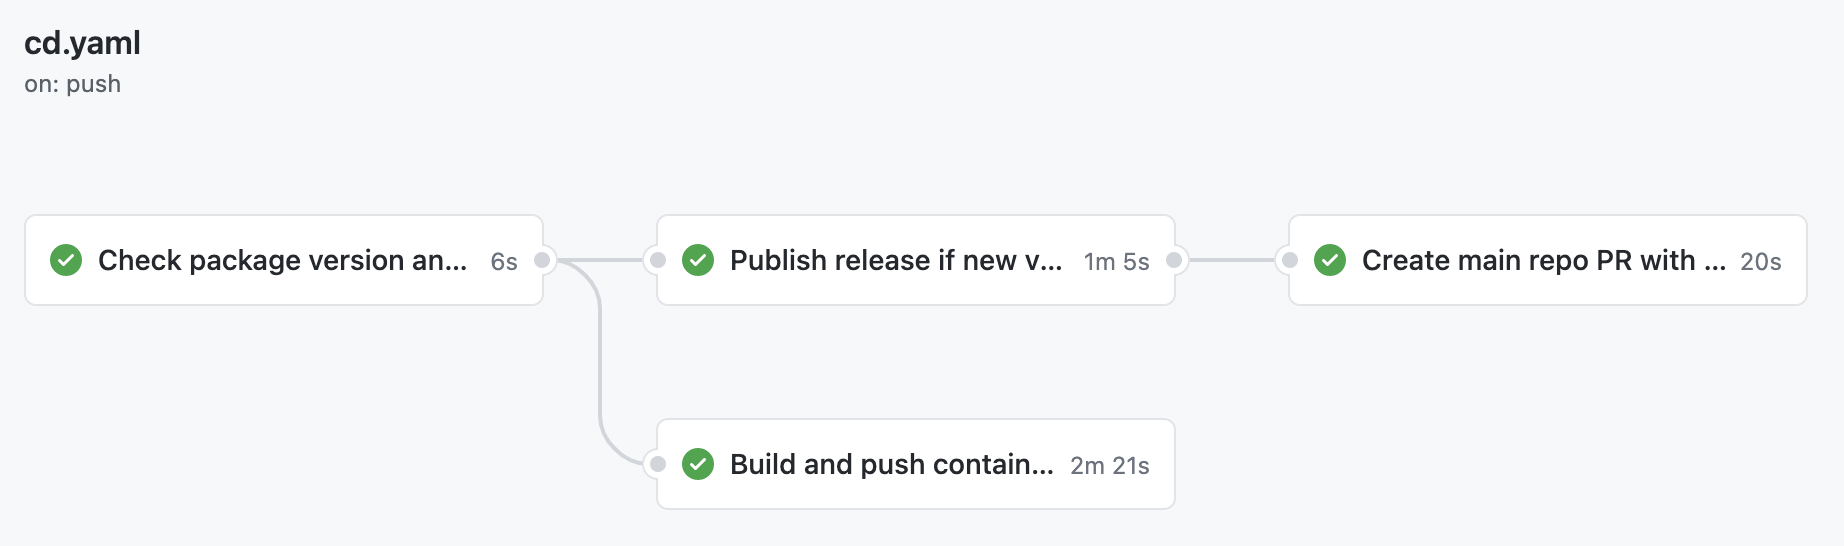 cd.yaml
on: push
Check package version an... 6s
Publish release if new v... 1m 5s
Create main repo PR with ... 20s
Build and push contain... 2m 21s